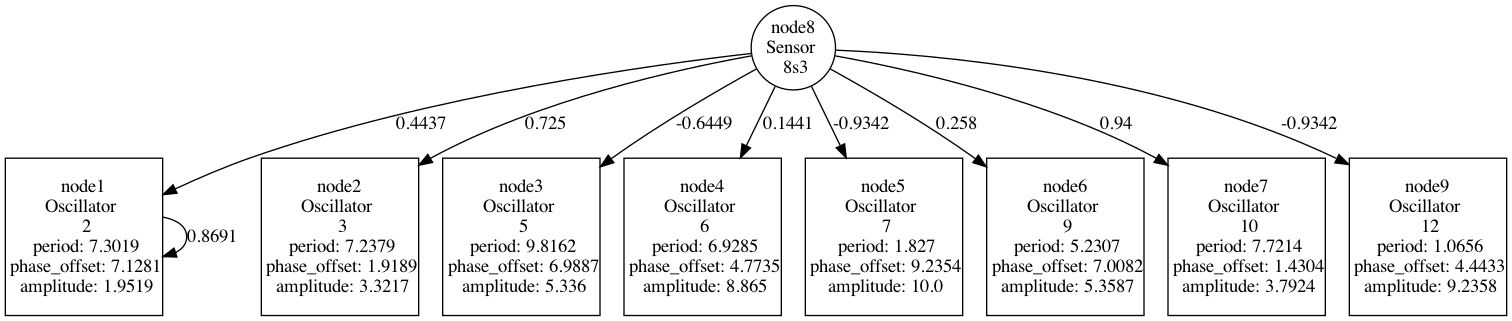 node8
Sensor
8s3
0.4437
0.725
-0.6449
0.1441
-0.9342
0.258
0.94
-0.9342
node1
Oscillator
2
period: 7.3019
phase_offset: 7.1281
amplitude: 1.9519
0.8691
node2
Oscillator
3
period: 7.2379
phase_offset: 1.9189
amplitude: 3.3217
node3
Oscillator
5
period: 9.8162
phase_offset: 6.9887
amplitude: 5.336
node4
Oscillator
6
period: 6.9285
phase_offset: 4.7735
amplitude: 8.865
node5
Oscillator
7
period: 1.827
phase_offset: 9.2354
amplitude: 10.0
node6
Oscillator
9
period: 5.2307
phase_offset: 7.0082
amplitude: 5.3587
node7
Oscillator
10
period: 7.7214
phase_offset: 1.4304
amplitude: 3.7924
node9
Oscillator
12
period: 1.0656
phase_offset: 4.4433
amplitude: 9.2358